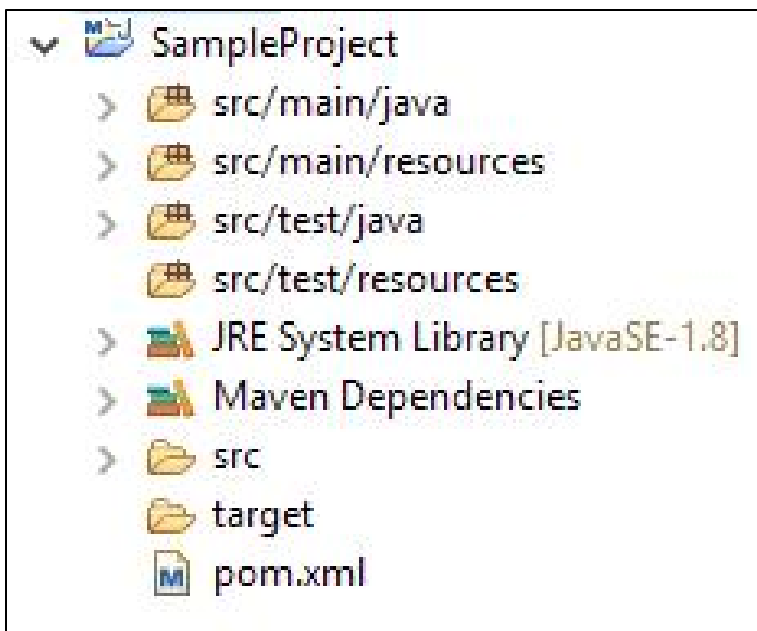 SampleProject
src/main/java
src/main/resources
src/test/java
src/test/resources
JRE System Library [JavaSE-1.8]
Maven Dependencies
src
target
pom.xml